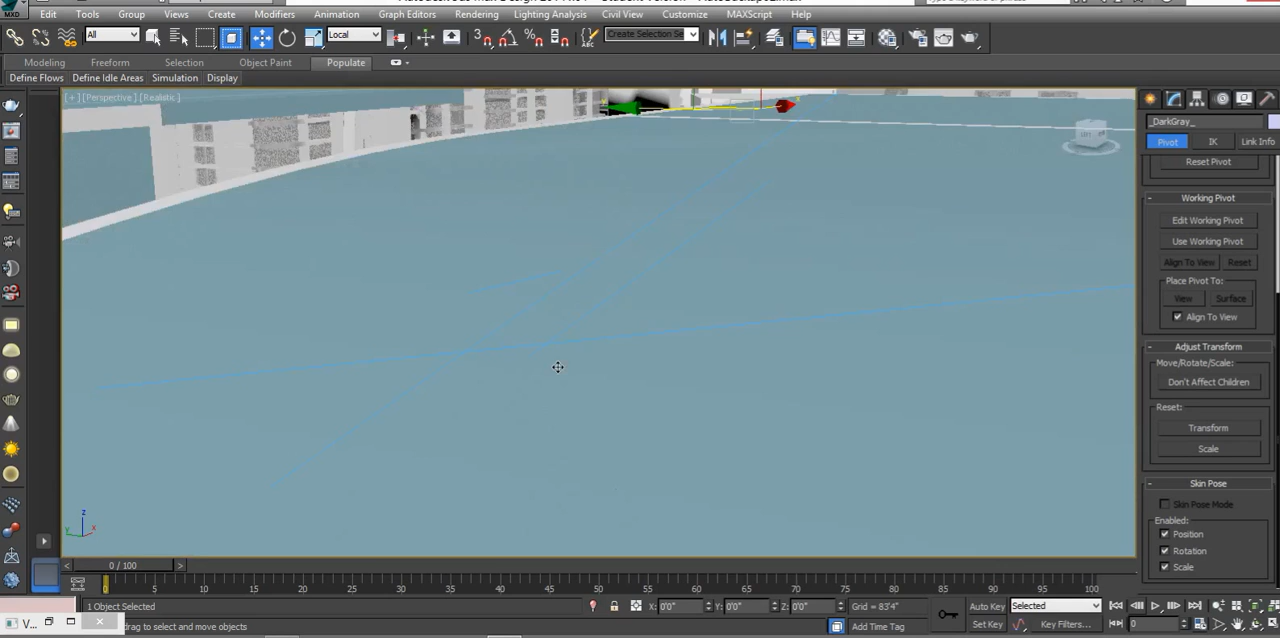 MXD
Edit Tools Group Views Create Modifiers Animation Graph Editors Rendering Lighting Analysis Civil View Customize MAXScript Help
All Local Create Selection Se
Modeling Freeform Selection Object Paint Populate
Define Flows Define Idle Areas Simulation Display
[+] [Perspective] [Realistic]
_DarkGray_
Pivot IK Link Info
Reset Pivot
Working Pivot
Edit Working Pivot
Use Working Pivot
Align To View Reset
Place Pivot To:
View Surface
Align To View
Adjust Transform
Move/Rotate/Scale:
Don't Affect Children
Reset:
Transform
Scale
Skin Pose
Skin Pose Mode
Enabled:
Position
Rotation
Scale
z
y x
< 0 / 100 >
0 5 10 15 20 25 30 35 40 45 50 55 60 65 70 75 80 85 90 95 100
1 Object Selected X: 0'0" Y: 0'0" Z: 0'0" Grid = 8'3'4" Auto Key Selected
V... drag to select and move objects Add Time Tag Set Key Key Filters... 0